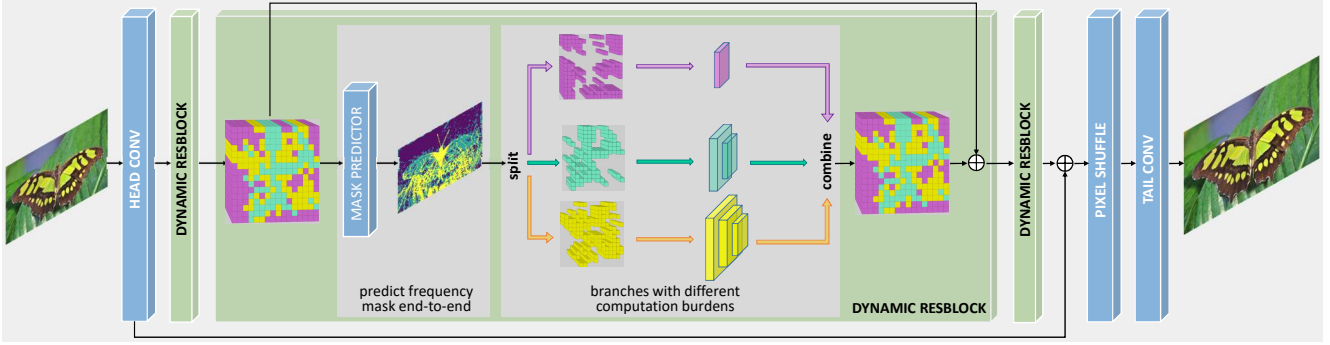 HEAD CONV
DYNAMIC RESBLOCK
MASK PREDICTOR
predict frequency
mask end-to-end
split
branches with different
computation burdens
combine
DYNAMIC RESBLOCK
DYNAMIC RESBLOCK
PIXEL SHUFFLE
TAIL CONV